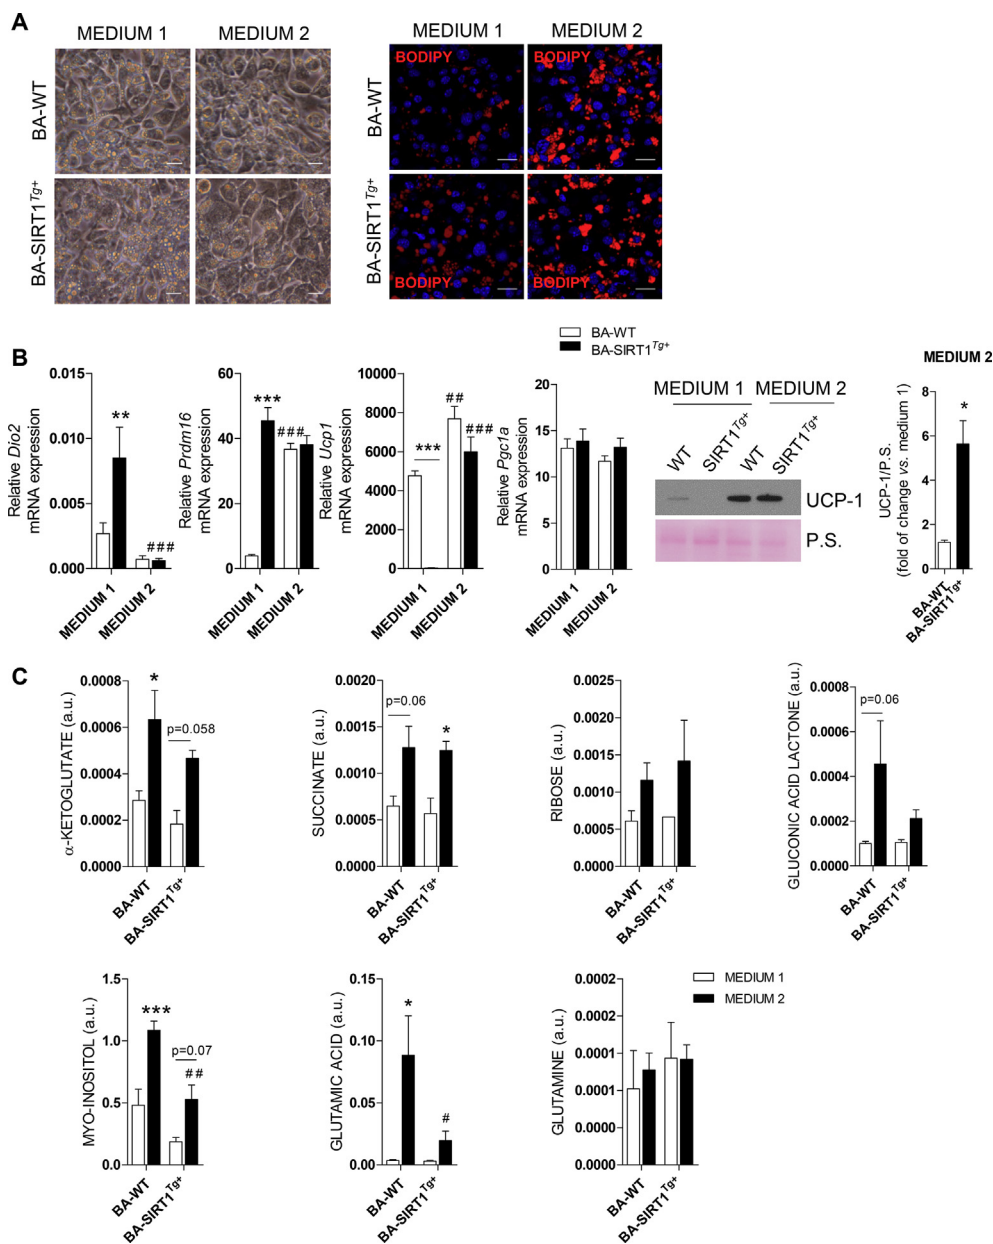 A
MEDIUM 1
MEDIUM 2
MEDIUM 1
MEDIUM 2
BA-WT
BA-SIRT1Tg+
BA-WT
BA-SIRT1Tg+
BODIPY
BODIPY
BODIPY
BODIPY
BA-WT
BA-SIRT1Tg+
B
Relative Dio2
mRNA expression
0.015
0.010
0.005
0.000
**
###
MEDIUM 1
MEDIUM 2
Relative Prdm16
mRNA expression
60
40
20
0
***
###
MEDIUM 1
MEDIUM 2
Relative Ucp1
mRNA expression
10000
8000
6000
4000
2000
0
***
##
###
MEDIUM 1
MEDIUM 2
Relative Pgc1a
mRNA expression
20
15
10
5
0
MEDIUM 1
MEDIUM 2
MEDIUM 1
MEDIUM 2
WT
SIRT1Tg+
WT
SIRT1Tg+
UCP-1
P.S.
MEDIUM 2
UCP-1/P.S.
(fold of change vs. medium 1)
8
6
4
2
0
*
BA-WT
BA-SIRT1Tg+
C
α-KETOGLUTATE (a.u.)
0.0008
0.0006
0.0004
0.0002
0.0000
*
p=0.058
BA-WT
BA-SIRT1Tg+
SUCCINATE (a.u.)
0.0020
0.0015
0.0010
0.0005
0.0000
p=0.06
*
BA-WT
BA-SIRT1Tg+
RIBOSE (a.u.)
0.0025
0.0020
0.0015
0.0010
0.0005
0.0000
BA-WT
BA-SIRT1Tg+
GLUCONIC ACID LACTONE (a.u.)
0.0008
0.0006
0.0004
0.0002
0.0000
p=0.06
BA-WT
BA-SIRT1Tg+
MYO-INOSITOL (a.u.)
1.5
1.0
0.5
0.0
***
p=0.07
##
BA-WT
BA-SIRT1Tg+
GLUTAMIC ACID (a.u.)
0.15
0.10
0.05
0.00
*
#
BA-WT
BA-SIRT1Tg+
GLUTAMINE (a.u.)
0.0002
0.0002
0.0001
0.0001
0.0000
0.0000
BA-WT
BA-SIRT1Tg+
MEDIUM 1
MEDIUM 2